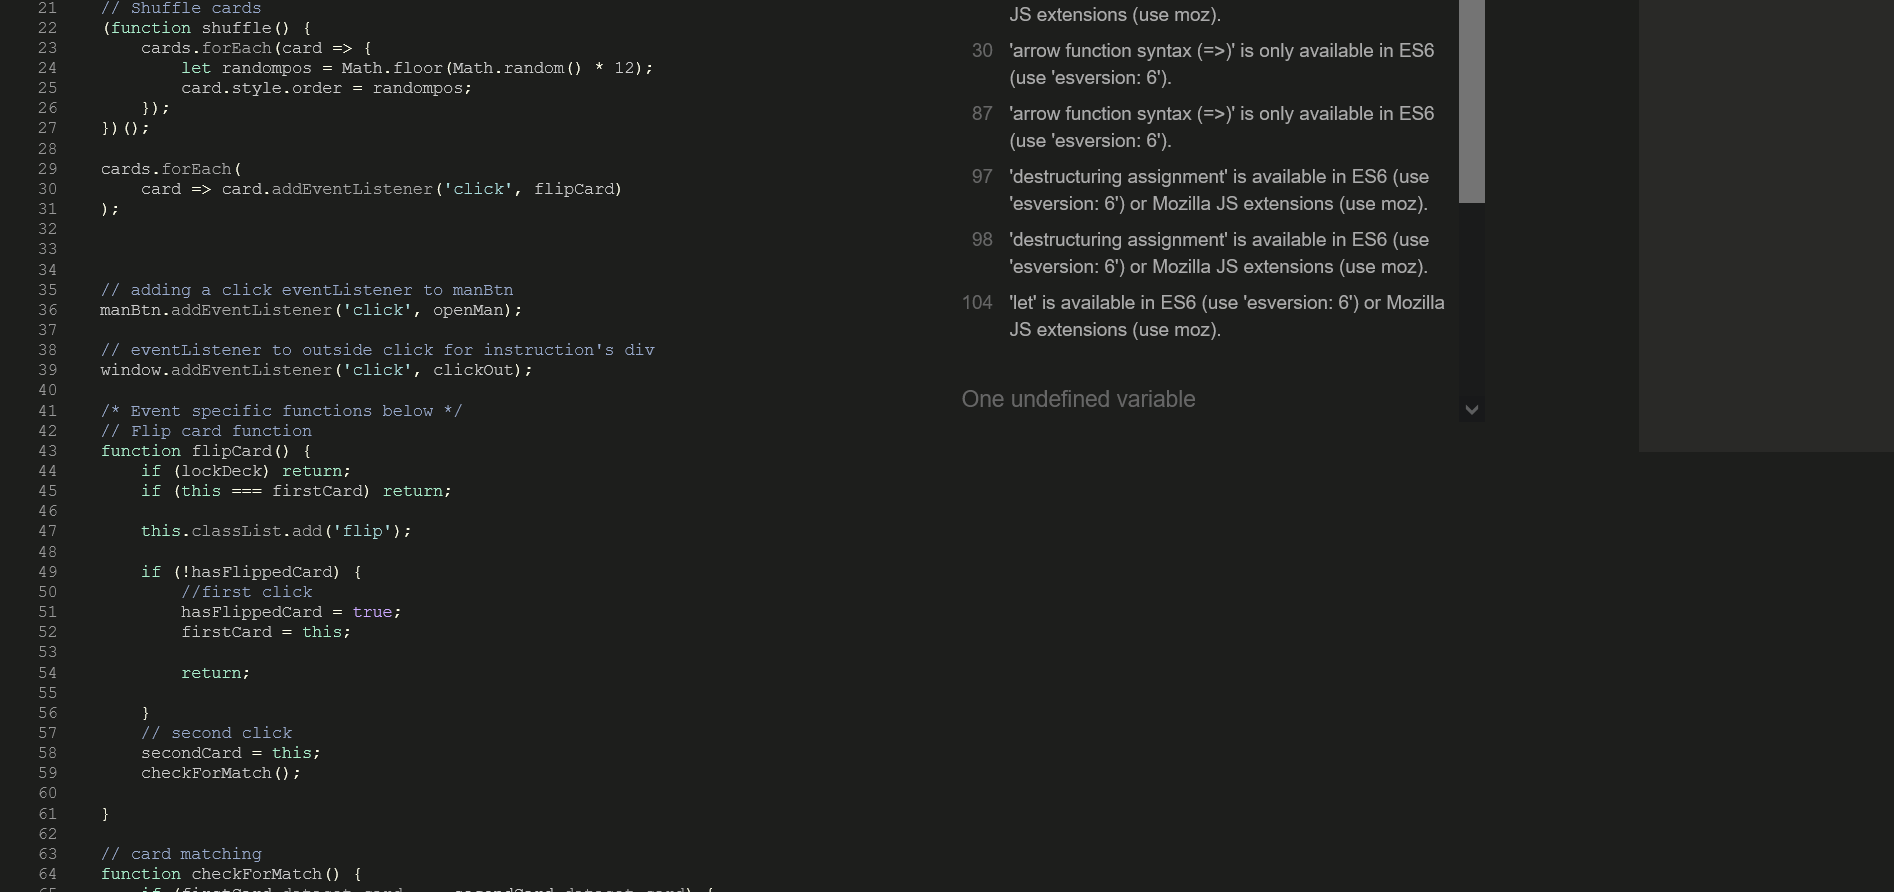 21 // Shuffle cards
22 (function shuffle() {
23 cards.forEach(card => {
24 let randompos = Math.floor(Math.random() * 12);
25 card.style.order = randompos;
26 });
27 })();
28
29 cards.forEach(
30 card => card.addEventListener('click', flipCard)
31 );
32
33
34
35 // adding a click eventListener to manBtn
36 manBtn.addEventListener('click', openMan);
37
38 // eventListener to outside click for instruction's div
39 window.addEventListener('click', clickOut);
40
41 /* Event specific functions below */
42 // Flip card function
43 function flipCard() {
44 if (lockDeck) return;
45 if (this === firstCard) return;
46
47 this.classList.add('flip');
48
49 if (!hasFlippedCard) {
50 //first click
51 hasFlippedCard = true;
52 firstCard = this;
53
54 return;
55
56 }
57 // second click
58 secondCard = this;
59 checkForMatch();
60
61 }
62
63 // card matching
64 function checkForMatch() {
JS extensions (use moz).
30 'arrow function syntax (=>)' is only available in ES6
(use 'esversion: 6').
87 'arrow function syntax (=>)' is only available in ES6
(use 'esversion: 6').
97 'destructuring assignment' is available in ES6 (use
'esversion: 6') or Mozilla JS extensions (use moz).
98 'destructuring assignment' is available in ES6 (use
'esversion: 6') or Mozilla JS extensions (use moz).
104 'let' is available in ES6 (use 'esversion: 6') or Mozilla
JS extensions (use moz).
One undefined variable